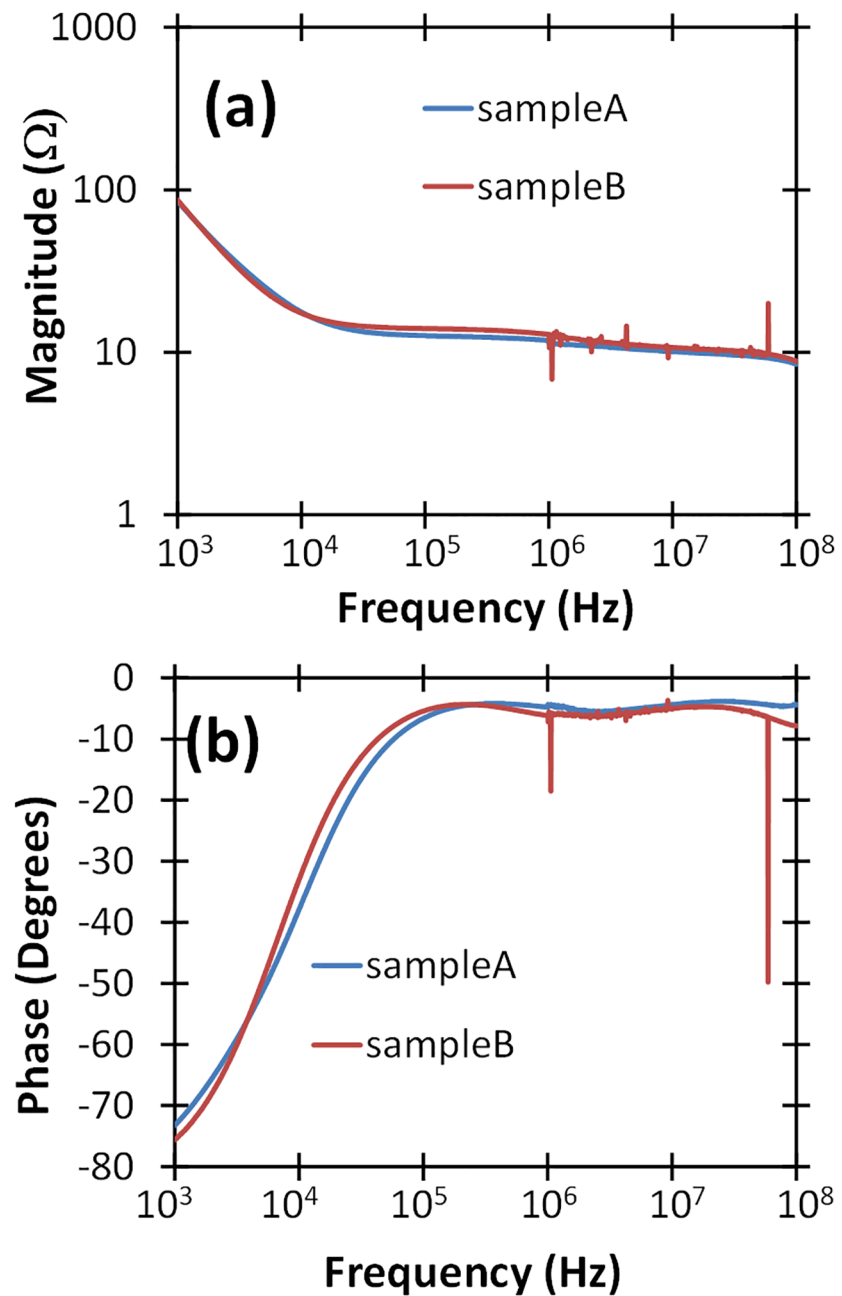 1000
(a)
sampleA
100
sampleB
Magnitude (Ω)
10
1
10³ 10⁴ 10⁵ 10⁶ 10⁷ 10⁸
Frequency (Hz)
0
(b)
-10
-20
-30
-40
sampleA
-50
sampleB
-60
Phase (Degrees)
-70
-80
10³ 10⁴ 10⁵ 10⁶ 10⁷ 10⁸
Frequency (Hz)